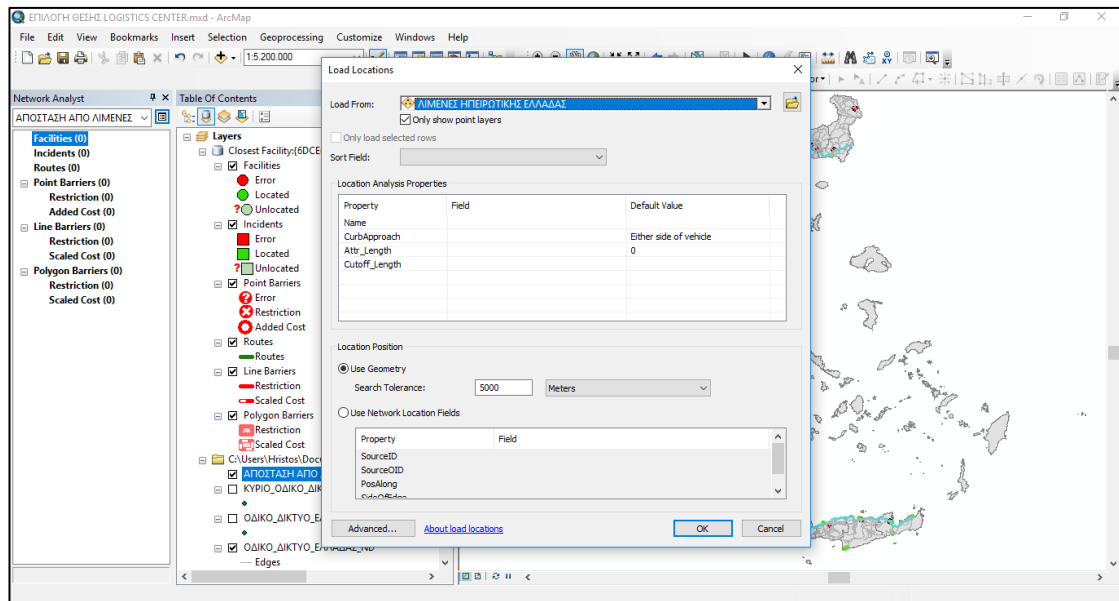 ΕΠΙΛΟΓΗ ΘΕΣΗΣ LOGISTICS CENTER.mxd - ArcMap
File Edit View Bookmarks Insert Selection Geoprocessing Customize Windows Help
1:5.200.000
Network Analyst
ΑΠΟΣΤΑΣΗ ΑΠΟ ΛΙΜΕΝΕΣ
Facilities (0)
Incidents (0)
Routes (0)
Point Barriers (0)
Restriction (0)
Added Cost (0)
Line Barriers (0)
Restriction (0)
Scaled Cost (0)
Polygon Barriers (0)
Restriction (0)
Scaled Cost (0)
Table Of Contents
Layers
Closest Facility:{6DCE
Facilities
Error
Located
Unlocated
Incidents
Error
Located
Unlocated
Point Barriers
Error
Restriction
Added Cost
Routes
Routes
Line Barriers
Restriction
Scaled Cost
Polygon Barriers
Restriction
Scaled Cost
C:\Users\Hristos\Doc
ΑΠΟΣΤΑΣΗ ΑΠΟ
ΚΥΡΙΟ_ΟΔΙΚΟ_ΔΙΚ
ΟΔΙΚΟ_ΔΙΚΤΥΟ_ΕΛ
ΟΔΙΚΟ_ΔΙΚΤΥΟ_ΕΛΛΑΔΑΣ_ND
Edges
Load Locations
Load From: ΛΙΜΕΝΕΣ ΗΠΕΙΡΩΤΙΚΗΣ ΕΛΛΑΔΑΣ
Only show point layers
Only load selected rows
Sort Field:
Location Analysis Properties
Property Field Default Value
Name
CurbApproach Either side of vehicle
Attr_Length 0
Cutoff_Length
Location Position
Use Geometry
Search Tolerance: 5000 Meters
Use Network Location Fields
Property Field
SourceID
SourceOID
PosAlong
SideOfEdge
Advanced... About load locations OK Cancel